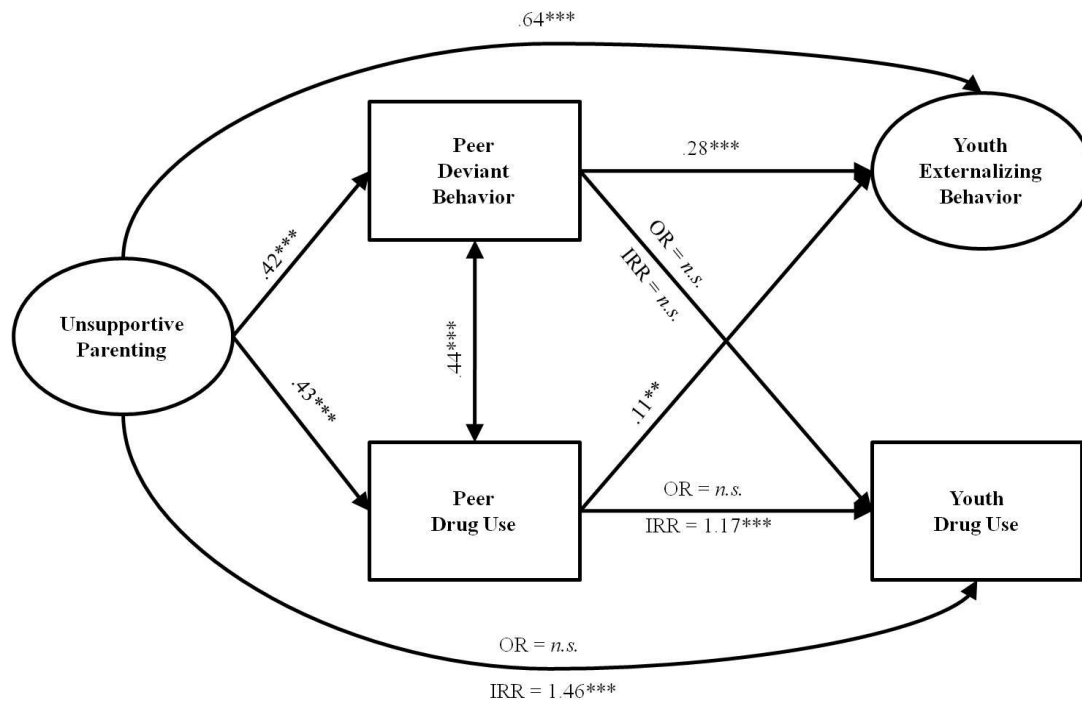 .64***
Peer
Deviant
Behavior
.28***
Youth
Externalizing
Behavior
.42***
OR = n.s.
IRR = n.s.
Unsupportive
Parenting
.44***
.43***
.11**
Peer
Drug Use
OR = n.s.
IRR = 1.17***
Youth
Drug Use
OR = n.s.
IRR = 1.46***